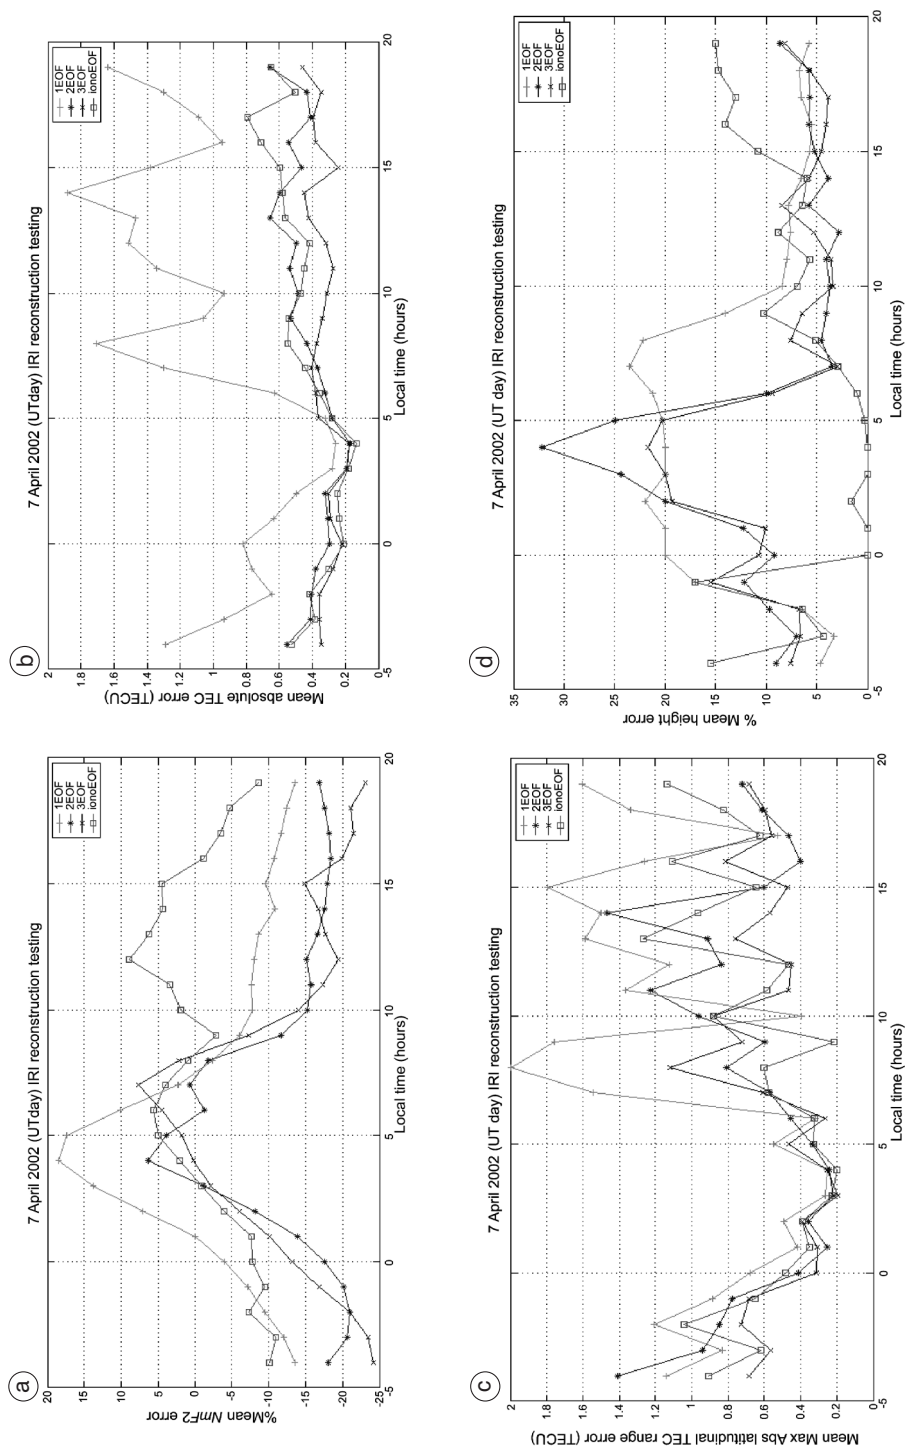 a
7 April 2002 (UTday) IRI reconstruction testing
1EOF
2EOF
3EOF
ionoEOF
20
15
10
5
0
-5
-10
-15
-20
-25
-5
0
5
10
15
20
%Mean NmF2 error
Local time (hours)
b
7 April 2002 (UTday) IRI reconstruction testing
1EOF
2EOF
3EOF
ionoEOF
2
1.8
1.6
1.4
1.2
1
0.8
0.6
0.4
0.2
-5
0
5
10
15
20
Mean absolute TEC error (TECU)
Local time (hours)
c
7 April 2002 (UT day) IRI reconstruction testing
1EOF
2EOF
3EOF
ionoEOF
2
1.8
1.6
1.4
1.2
1
0.8
0.6
0.4
0.2
0
-5
0
5
10
15
20
Mean Max Abs latitudinal TEC range error (TECU)
Local time (hours)
d
7 April 2002 (UT day) IRI reconstruction testing
1EOF
2EOF
3EOF
ionoEOF
35
30
25
20
15
10
5
0
-5
0
5
10
15
20
% Mean height error
Local time (hours)